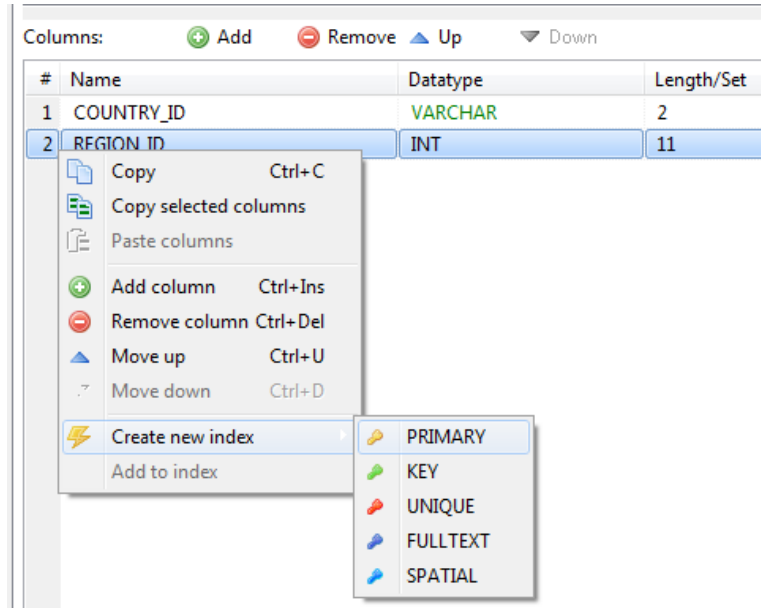 Columns: Add Remove Up Down
# Name Datatype Length/Set
1 COUNTRY_ID VARCHAR 2
2 REGION_ID INT 11
Copy Ctrl+C
Copy selected columns
Paste columns
Add column Ctrl+Ins
Remove column Ctrl+Del
Move up Ctrl+U
Move down Ctrl+D
Create new index PRIMARY
Add to index KEY
UNIQUE
FULLTEXT
SPATIAL